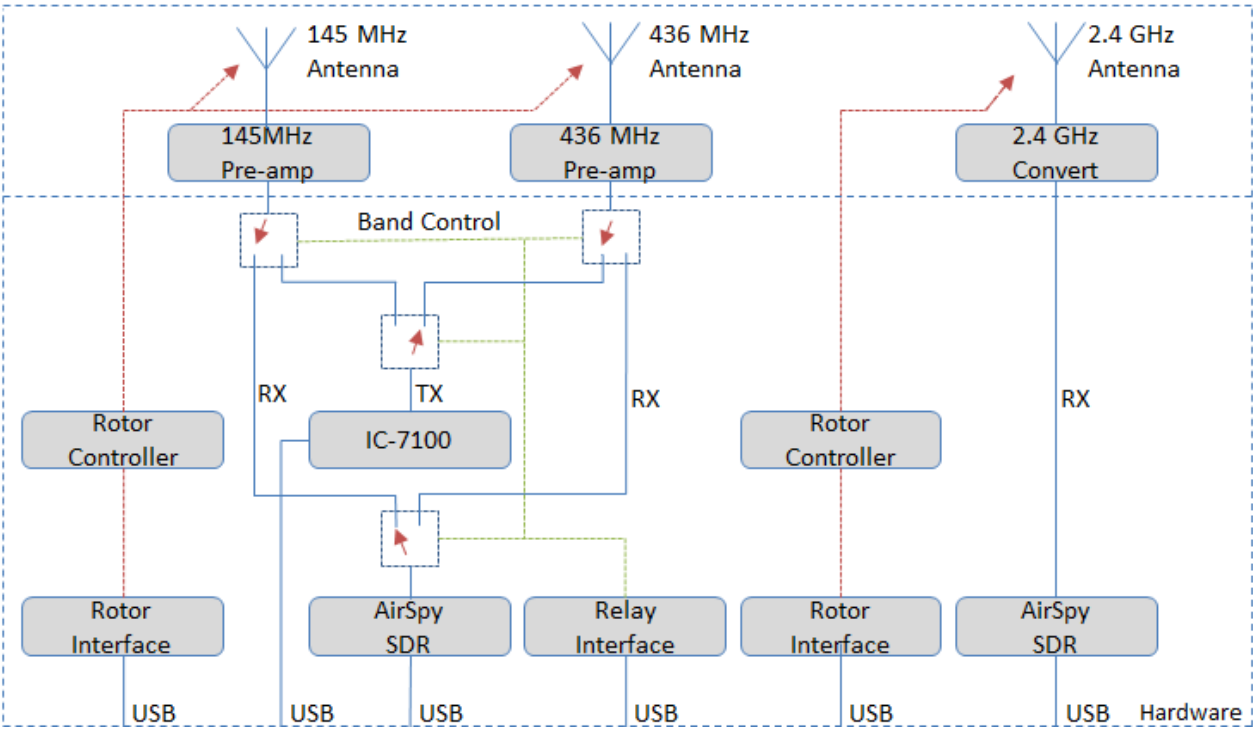 145 MHz
Antenna
436 MHz
Antenna
2.4 GHz
Antenna
145MHz
Pre-amp
436 MHz
Pre-amp
2.4 GHz
Convert
Band Control
RX
TX
RX
RX
Rotor
Controller
IC-7100
Rotor
Controller
Rotor
Interface
AirSpy
SDR
Relay
Interface
Rotor
Interface
AirSpy
SDR
USB
USB
USB
USB
USB
USB
Hardware